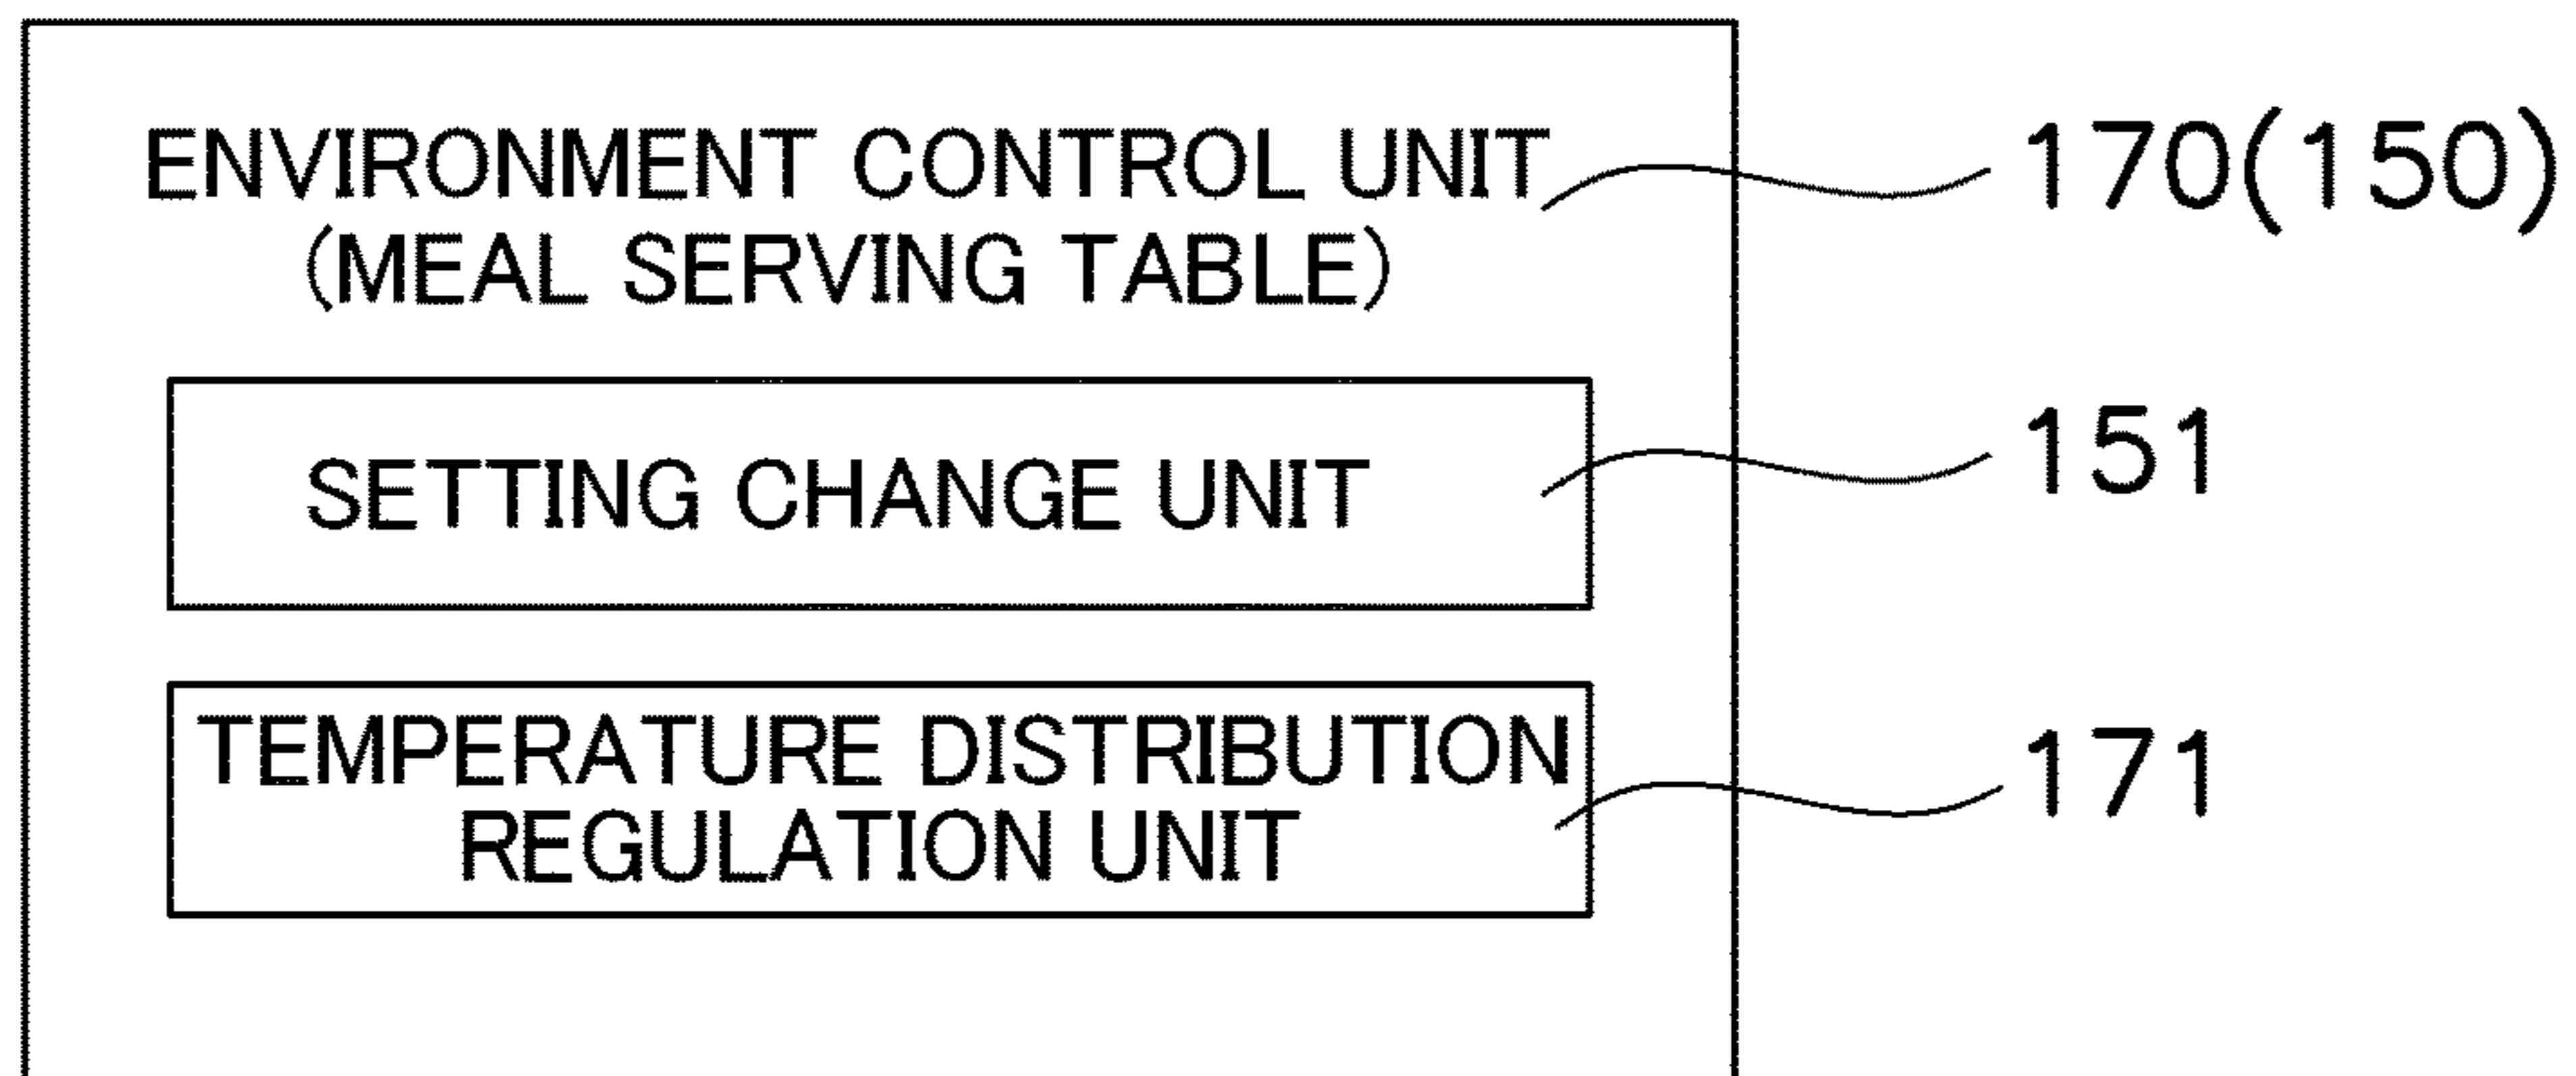 ENVIRONMENT CONTROL UNIT
(MEAL SERVING TABLE)
170(150)
SETTING CHANGE UNIT
151
TEMPERATURE DISTRIBUTION
REGULATION UNIT
171